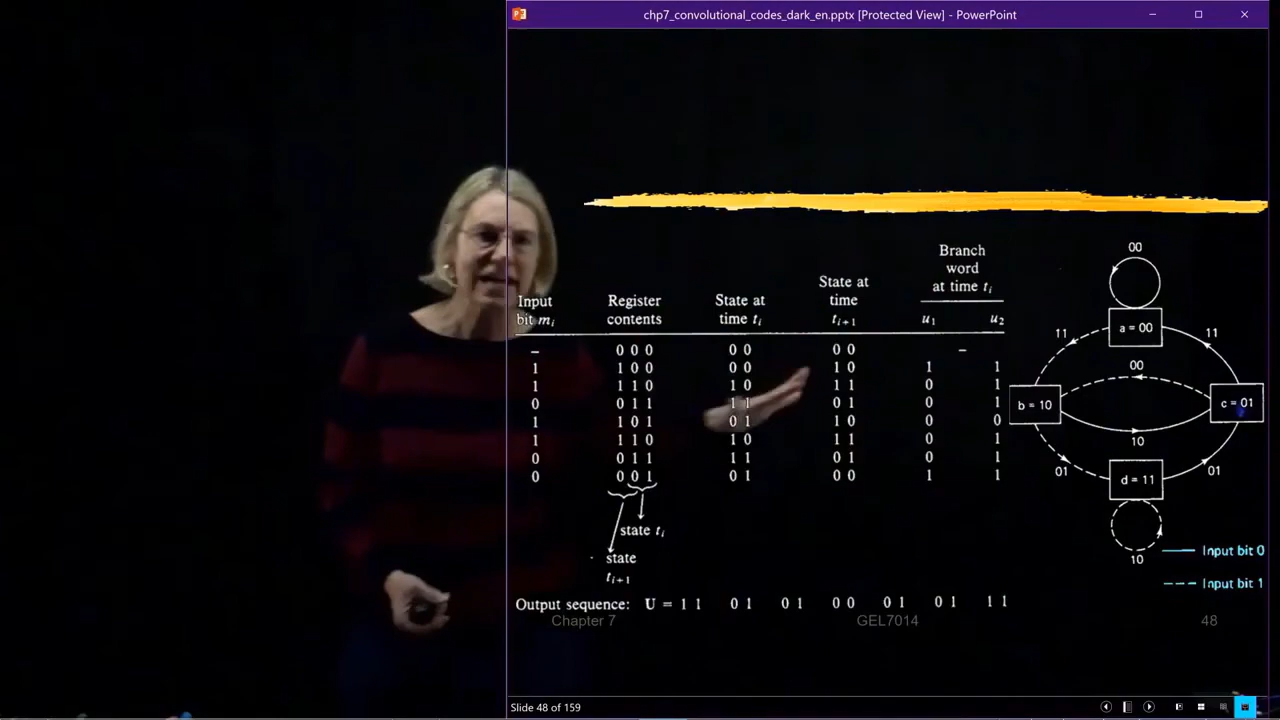 chp7_convolutional_codes_dark_en.pptx [Protected View] - PowerPoint
Input bit mᵢ
Register contents
State at time tᵢ
State at time tᵢ₊₁
Branch word at time tᵢ
u₁ u₂
– 0 0 0 0 0 0 0 –
1 1 0 0 0 0 1 0 1 1
1 1 1 0 1 0 1 1 0 1
0 0 1 1 1 1 0 1 0 1
1 1 0 1 0 1 1 0 0 0
1 1 1 0 1 0 1 1 0 1
0 0 1 1 1 1 0 1 0 1
0 0 0 1 0 1 0 0 1 1
state tᵢ
state
tᵢ₊₁
Output sequence: U = 1 1 0 1 0 1 0 0 0 1 0 1 1 1
00
a = 00
11
11
00
b = 10
c = 01
10
01
01
d = 11
10
Input bit 0
Input bit 1
Chapter 7
GEL7014
48
Slide 48 of 159